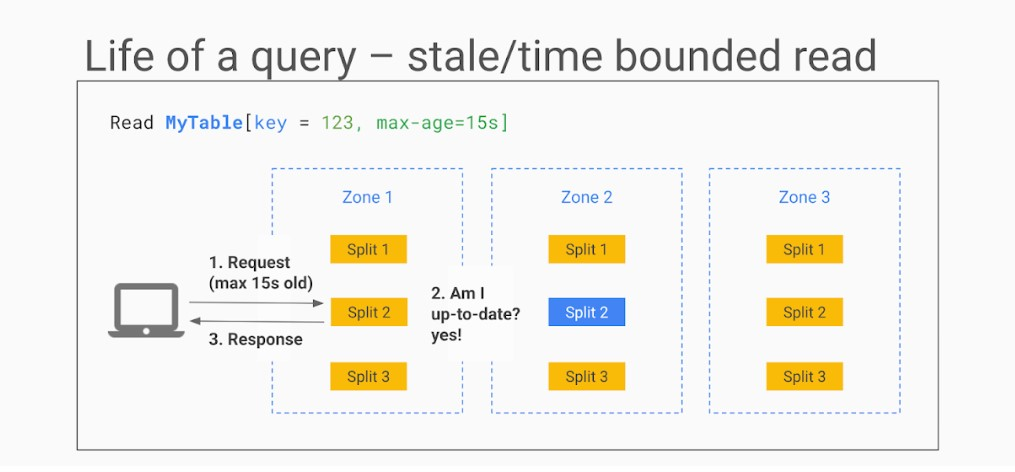 Life of a query – stale/time bounded read
Read MyTable[key = 123, max-age=15s]
Zone 1
Zone 2
Zone 3
Split 1
Split 1
Split 1
1. Request
(max 15s old)
2. Am I
up-to-date?
yes!
Split 2
Split 2
Split 2
3. Response
Split 3
Split 3
Split 3